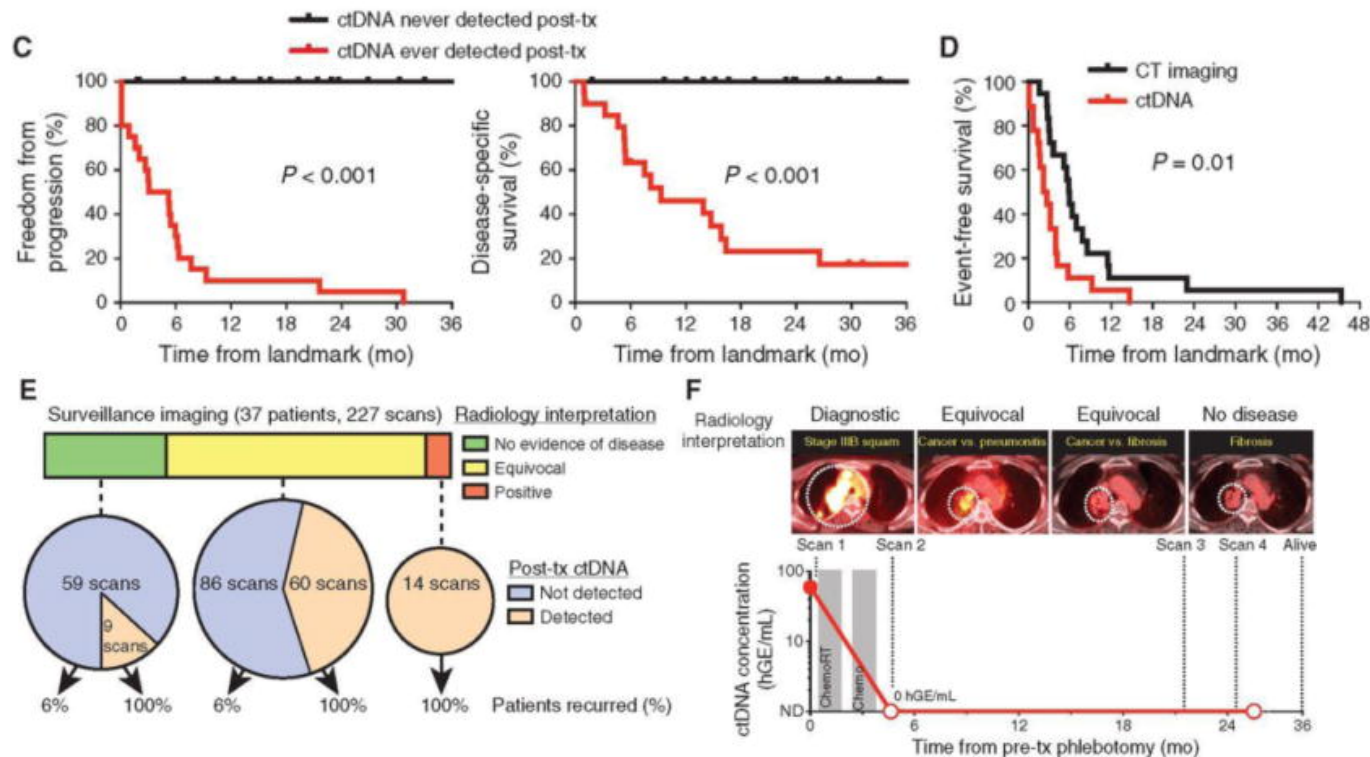 C
ctDNA never detected post-tx
ctDNA ever detected post-tx
Freedom from
progression (%)
100
80
60
40
20
0
P < 0.001
0 6 12 18 24 30 36
Time from landmark (mo)
Disease-specific
survival (%)
100
80
60
40
20
0
P < 0.001
0 6 12 18 24 30 36
Time from landmark (mo)
D
CT imaging
ctDNA
Event-free survival (%)
100
80
60
40
20
0
P = 0.01
0 6 12 18 24 30 36 42 48
Time from landmark (mo)
E
Surveillance imaging (37 patients, 227 scans)
Radiology interpretation
No evidence of disease
Equivocal
Positive
59 scans
9
scans
86 scans
60 scans
14 scans
Post-tx ctDNA
Not detected
Detected
6% 100% 6% 100% 100% Patients recurred (%)
F
Radiology
interpretation
Diagnostic Equivocal Equivocal No disease
Stage IIIB squam Cancer vs. pneumonitis Cancer vs. fibrosis Fibrosis
Scan 1 Scan 2 Scan 3 Scan 4 Alive
ctDNA concentration
(hGE/mL)
100
10
ND
ChemoRT
Chemo
0 hGE/mL
0 6 12 18 24 30 36
Time from pre-tx phlebotomy (mo)